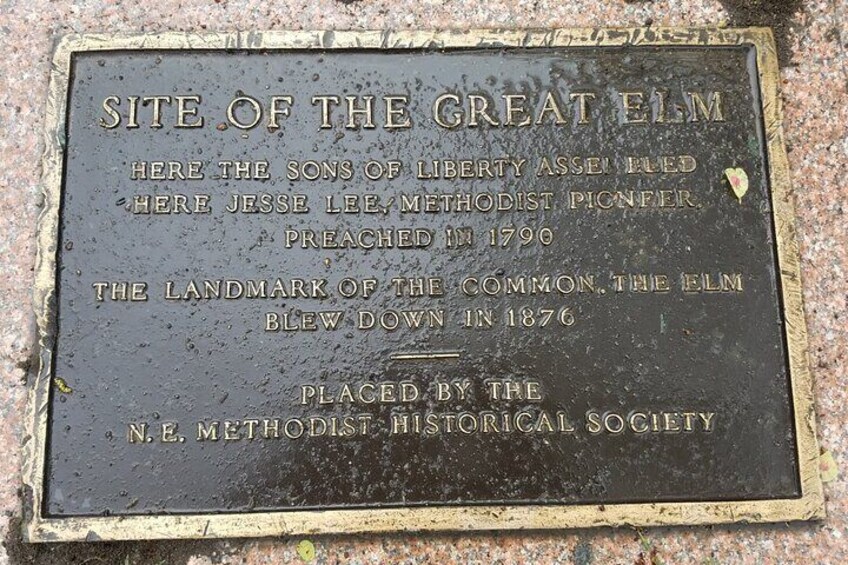 SITE OF THE GREAT ELM
HERE THE SONS OF LIBERTY ASSEMBLED
HERE JESSE LEE, METHODIST PIONEER,
PREACHED IN 1790
THE LANDMARK OF THE COMMON, THE ELM
BLEW DOWN IN 1876
PLACED BY THE
N. E. METHODIST HISTORICAL SOCIETY